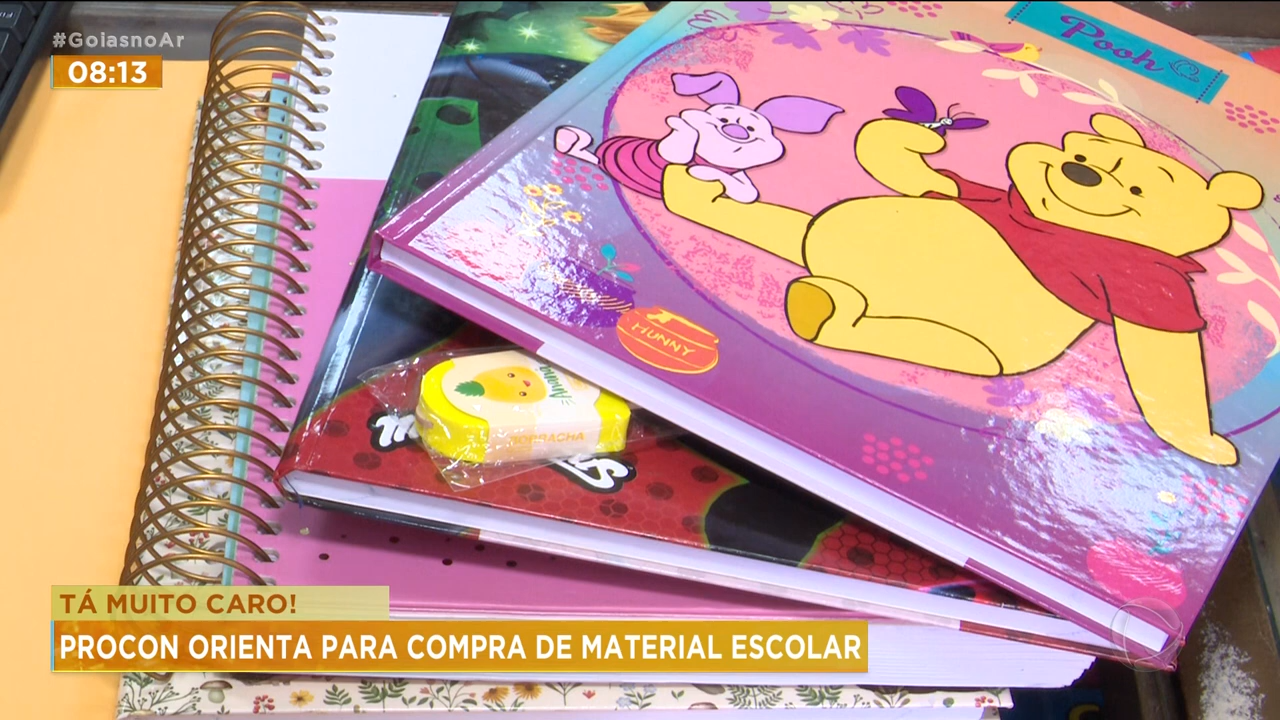 #GoiasnoAr
08:13
Pooh
HUNNY
BORRACHA
TÁ MUITO CARO!
PROCON ORIENTA PARA COMPRA DE MATERIAL ESCOLAR